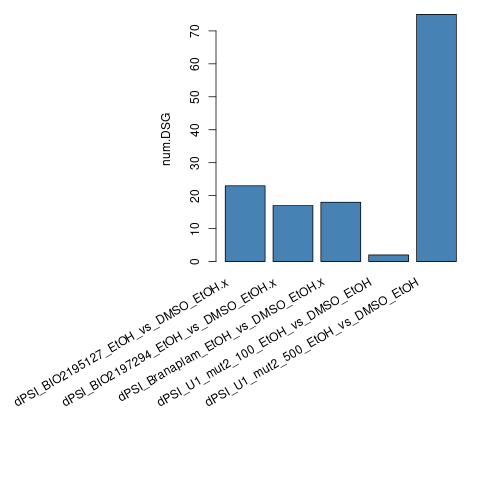 num.DSG
70
60
50
40
30
20
10
0
dPSI_BIO2195127_EtOH_vs_DMSO_EtOH.x
dPSI_BIO2197294_EtOH_vs_DMSO_EtOH.x
dPSI_Branaplam_EtOH_vs_DMSO_EtOH.x
dPSI_U1_mut2_100_EtOH_vs_DMSO_EtOH
dPSI_U1_mut2_500_EtOH_vs_DMSO_EtOH